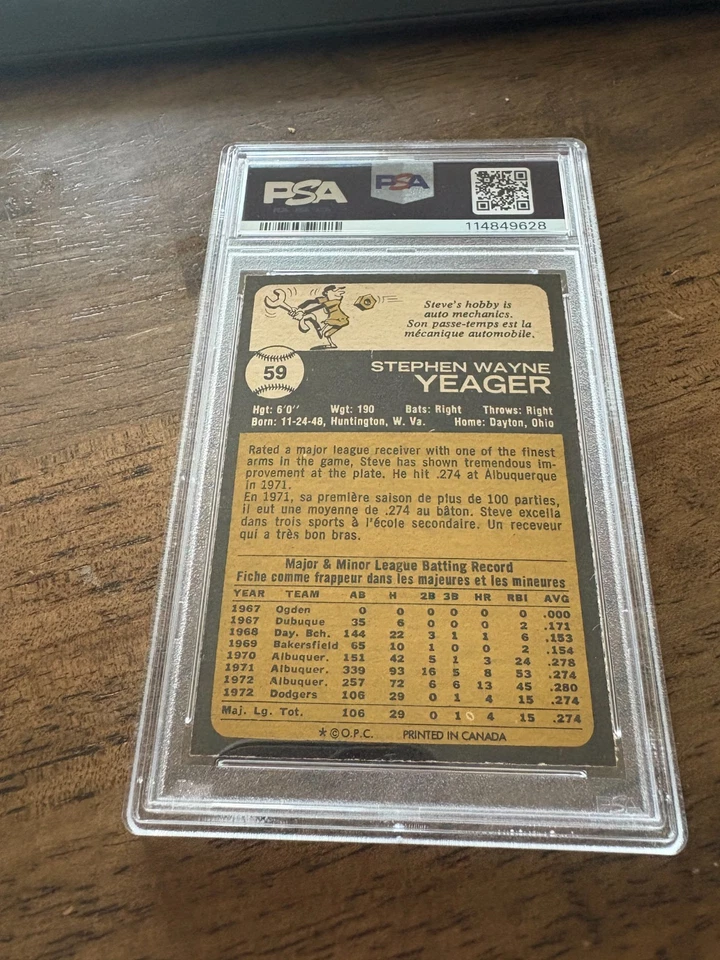 PSA
PSA
114849628
Steve's hobby is
auto mechanics.
Son passe-temps est la
mécanique automobile.
59
STEPHEN WAYNE
YEAGER
Hgt: 6'0'' Wgt: 190 Bats: Right Throws: Right
Born: 11-24-48, Huntington, W. Va. Home: Dayton, Ohio
Rated a major league receiver with one of the finest
arms in the game, Steve has shown tremendous im-
provement at the plate. He hit .274 at Albuquerque
in 1971.
En 1971, sa première saison de plus de 100 parties,
il eut une moyenne de .274 au bâton. Steve excella
dans trois sports à l'école secondaire. Un receveur
qui a très bon bras.
Major & Minor League Batting Record
Fiche comme frappeur dans les majeures et les mineures
YEAR TEAM AB H 2B 3B HR RBI AVG
1967 Ogden 0 0 0 0 0 0 .000
1967 Dubuque 35 6 0 0 0 2 .171
1968 Day. Bch. 144 22 3 1 1 6 .153
1969 Bakersfield 65 10 1 0 0 2 .154
1970 Albuquer. 151 42 5 1 3 24 .278
1971 Albuquer. 339 93 16 5 8 53 .274
1972 Albuquer. 257 72 6 6 13 45 .280
1972 Dodgers 106 29 0 1 4 15 .274
Maj. Lg. Tot. 106 29 0 1 4 15 .274
* © O.P.C. PRINTED IN CANADA